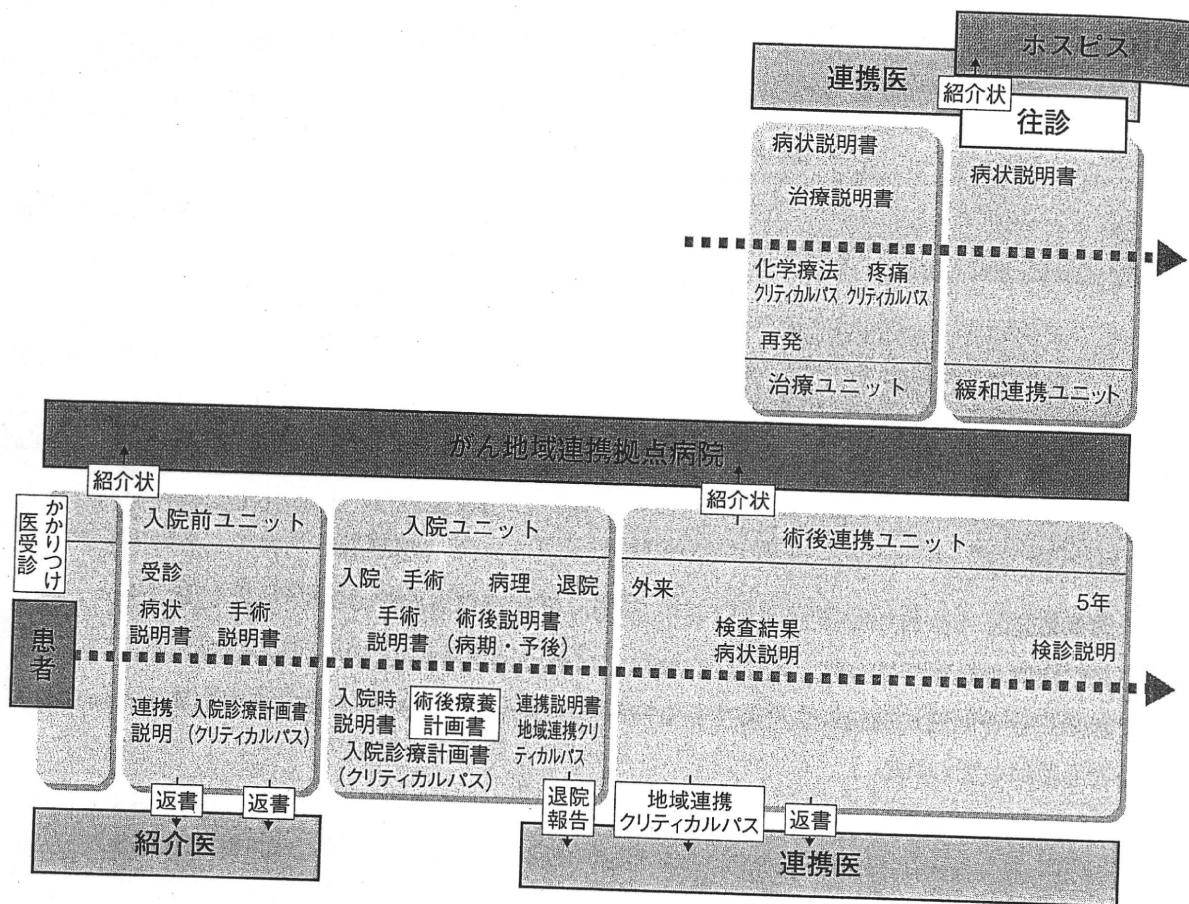 ホスピス
連携医
紹介状
往診
病状説明書
治療説明書
病状説明書
化学療法
クリティカルパス
疼痛
クリティカルパス
再発
治療ユニット
緩和連携ユニット
がん地域連携拠点病院
紹介状
紹介状
かかりつけ
医受診
患者
入院前ユニット
受診
病状
説明書
手術
説明書
連携
説明
入院診療計画書
(クリティカルパス)
返書
返書
紹介医
入院ユニット
入院 手術 病理 退院
手術
説明書
術後説明書
(病期・予後)
入院時
説明書
術後療養
計画書
連携説明書
地域連携クリ
ティカルパス
入院診療計画書
(クリティカルパス)
退院
報告
術後連携ユニット
外来
5年
検査結果
病状説明
検診説明
地域連携
クリティカルパス
返書
連携医